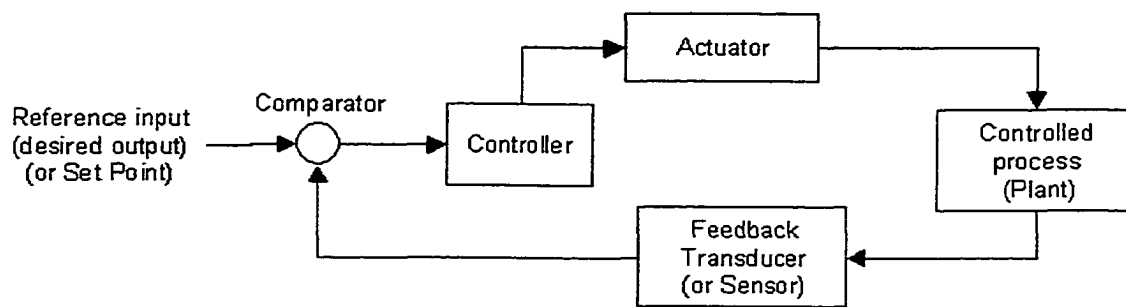 Actuator
Comparator
Reference input
(desired output)
(or Set Point)
Controller
Controlled
process
(Plant)
Feedback
Transducer
(or Sensor)